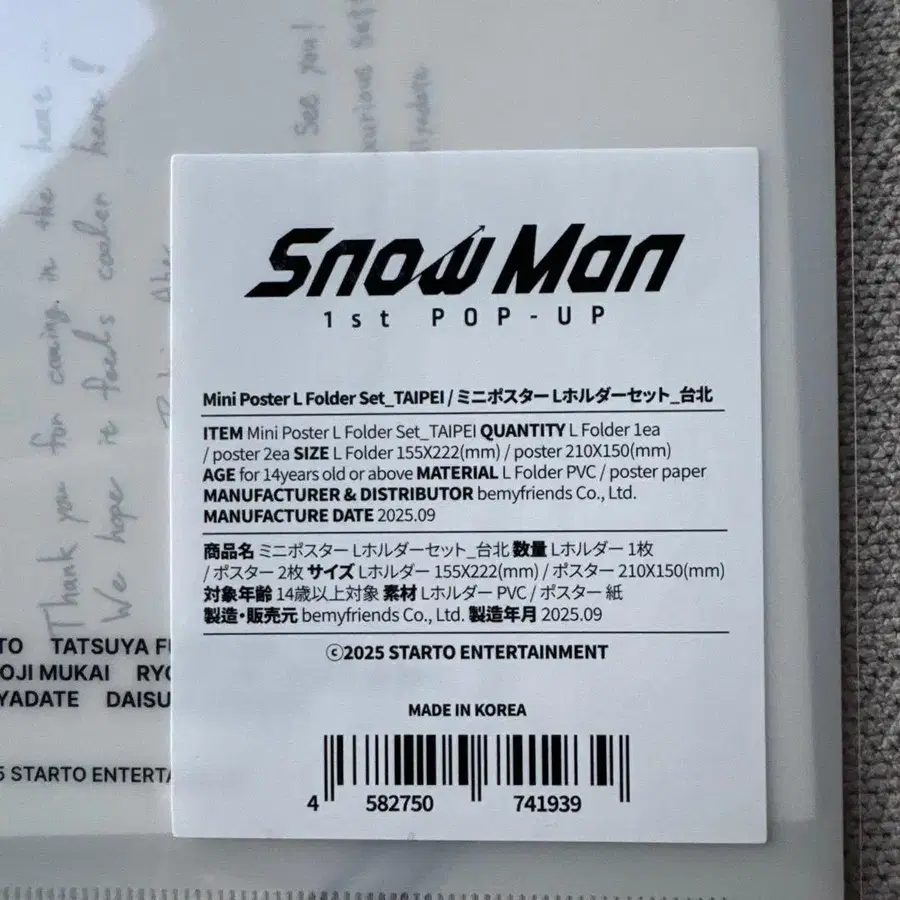 Thank you for coming in the heat
We hope it feels cooler here!
See you!
Snow Man
1st POP-UP
Mini Poster L Folder Set_TAIPEI / ミニポスター Lホルダーセット_台北
ITEM Mini Poster L Folder Set_TAIPEI QUANTITY L Folder 1ea
/ poster 2ea SIZE L Folder 155X222(mm) / poster 210X150(mm)
AGE for 14years old or above MATERIAL L Folder PVC / poster paper
MANUFACTURER & DISTRIBUTOR bemyfriends Co., Ltd.
MANUFACTURE DATE 2025.09
商品名 ミニポスター Lホルダーセット_台北 数量 Lホルダー 1枚
/ ポスター 2枚 サイズ Lホルダー 155X222(mm) / ポスター 210X150(mm)
対象年齢 14歳以上対象 素材 Lホルダー PVC / ポスター 紙
製造・販売元 bemyfriends Co., Ltd. 製造年月 2025.09
©2025 STARTO ENTERTAINMENT
MADE IN KOREA
4 582750 741939
TO TATSUYA FU
OJI MUKAI RYO
YADATE DAISU
5 STARTO ENTERTA